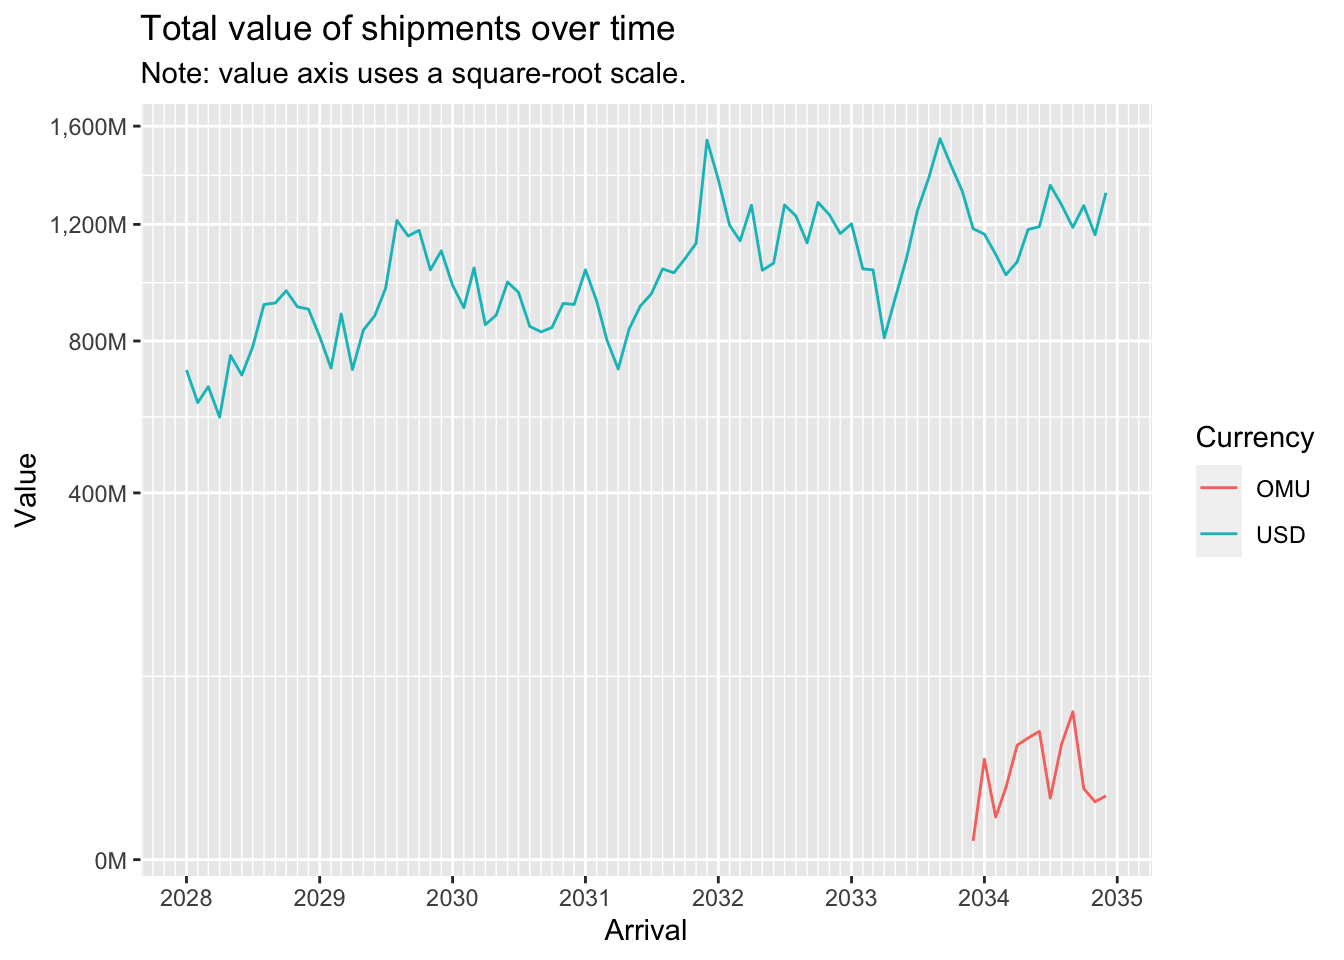 Total value of shipments over time
Note: value axis uses a square-root scale.
1,600M
1,200M
800M
400M
0M
Value
2028 2029 2030 2031 2032 2033 2034 2035
Arrival
Currency
OMU
USD